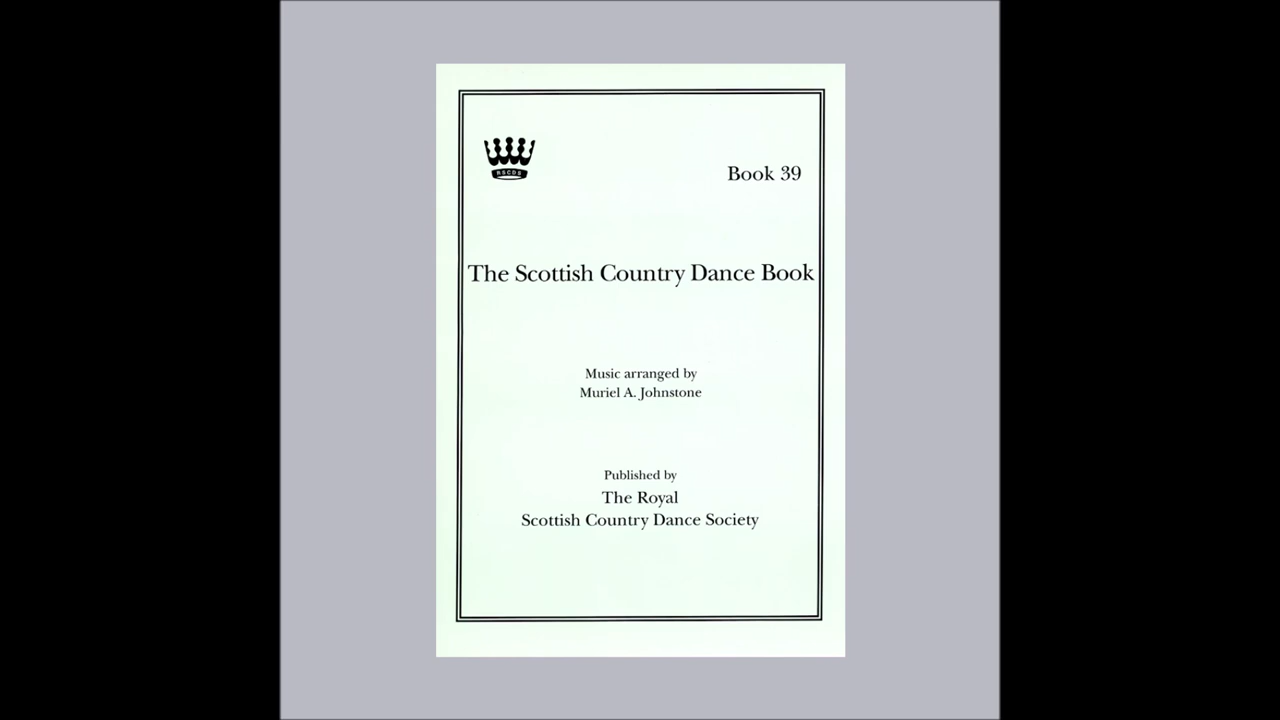 RSCDS
Book 39
The Scottish Country Dance Book
Music arranged by
Muriel A. Johnstone
Published by
The Royal
Scottish Country Dance Society